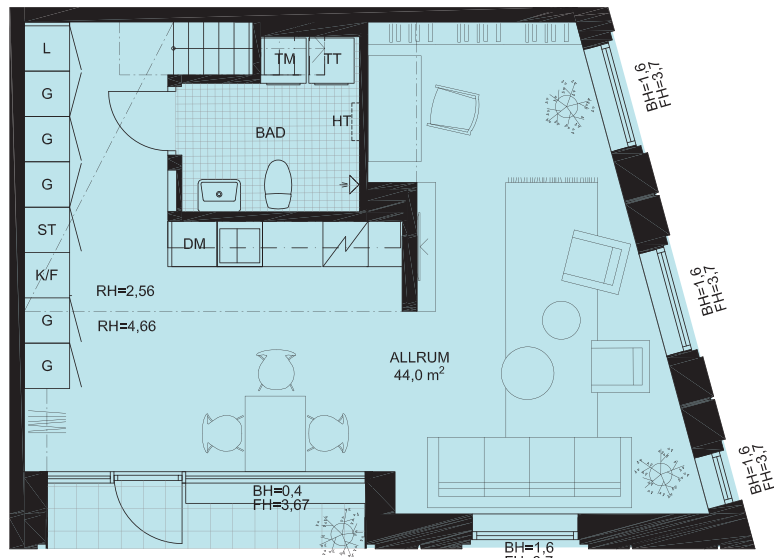 L
TM
TT
G
BH=1,6
FH=3,7
HT
BAD
G
G
ST
DM
K/F
RH=2,56
BH=1,6
FH=3,7
G
RH=4,66
ALLRUM
44,0 m²
G
BH=1,6
FH=3,7
BH=0,4
FH=3,67
BH=1,6